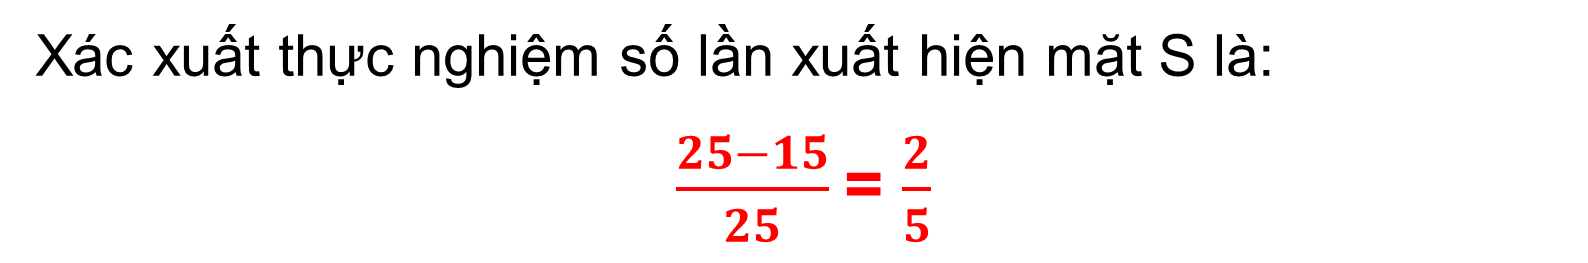 Xác xuất thực nghiệm số lần xuất hiện mặt S là:
25−15/25 = 2/5